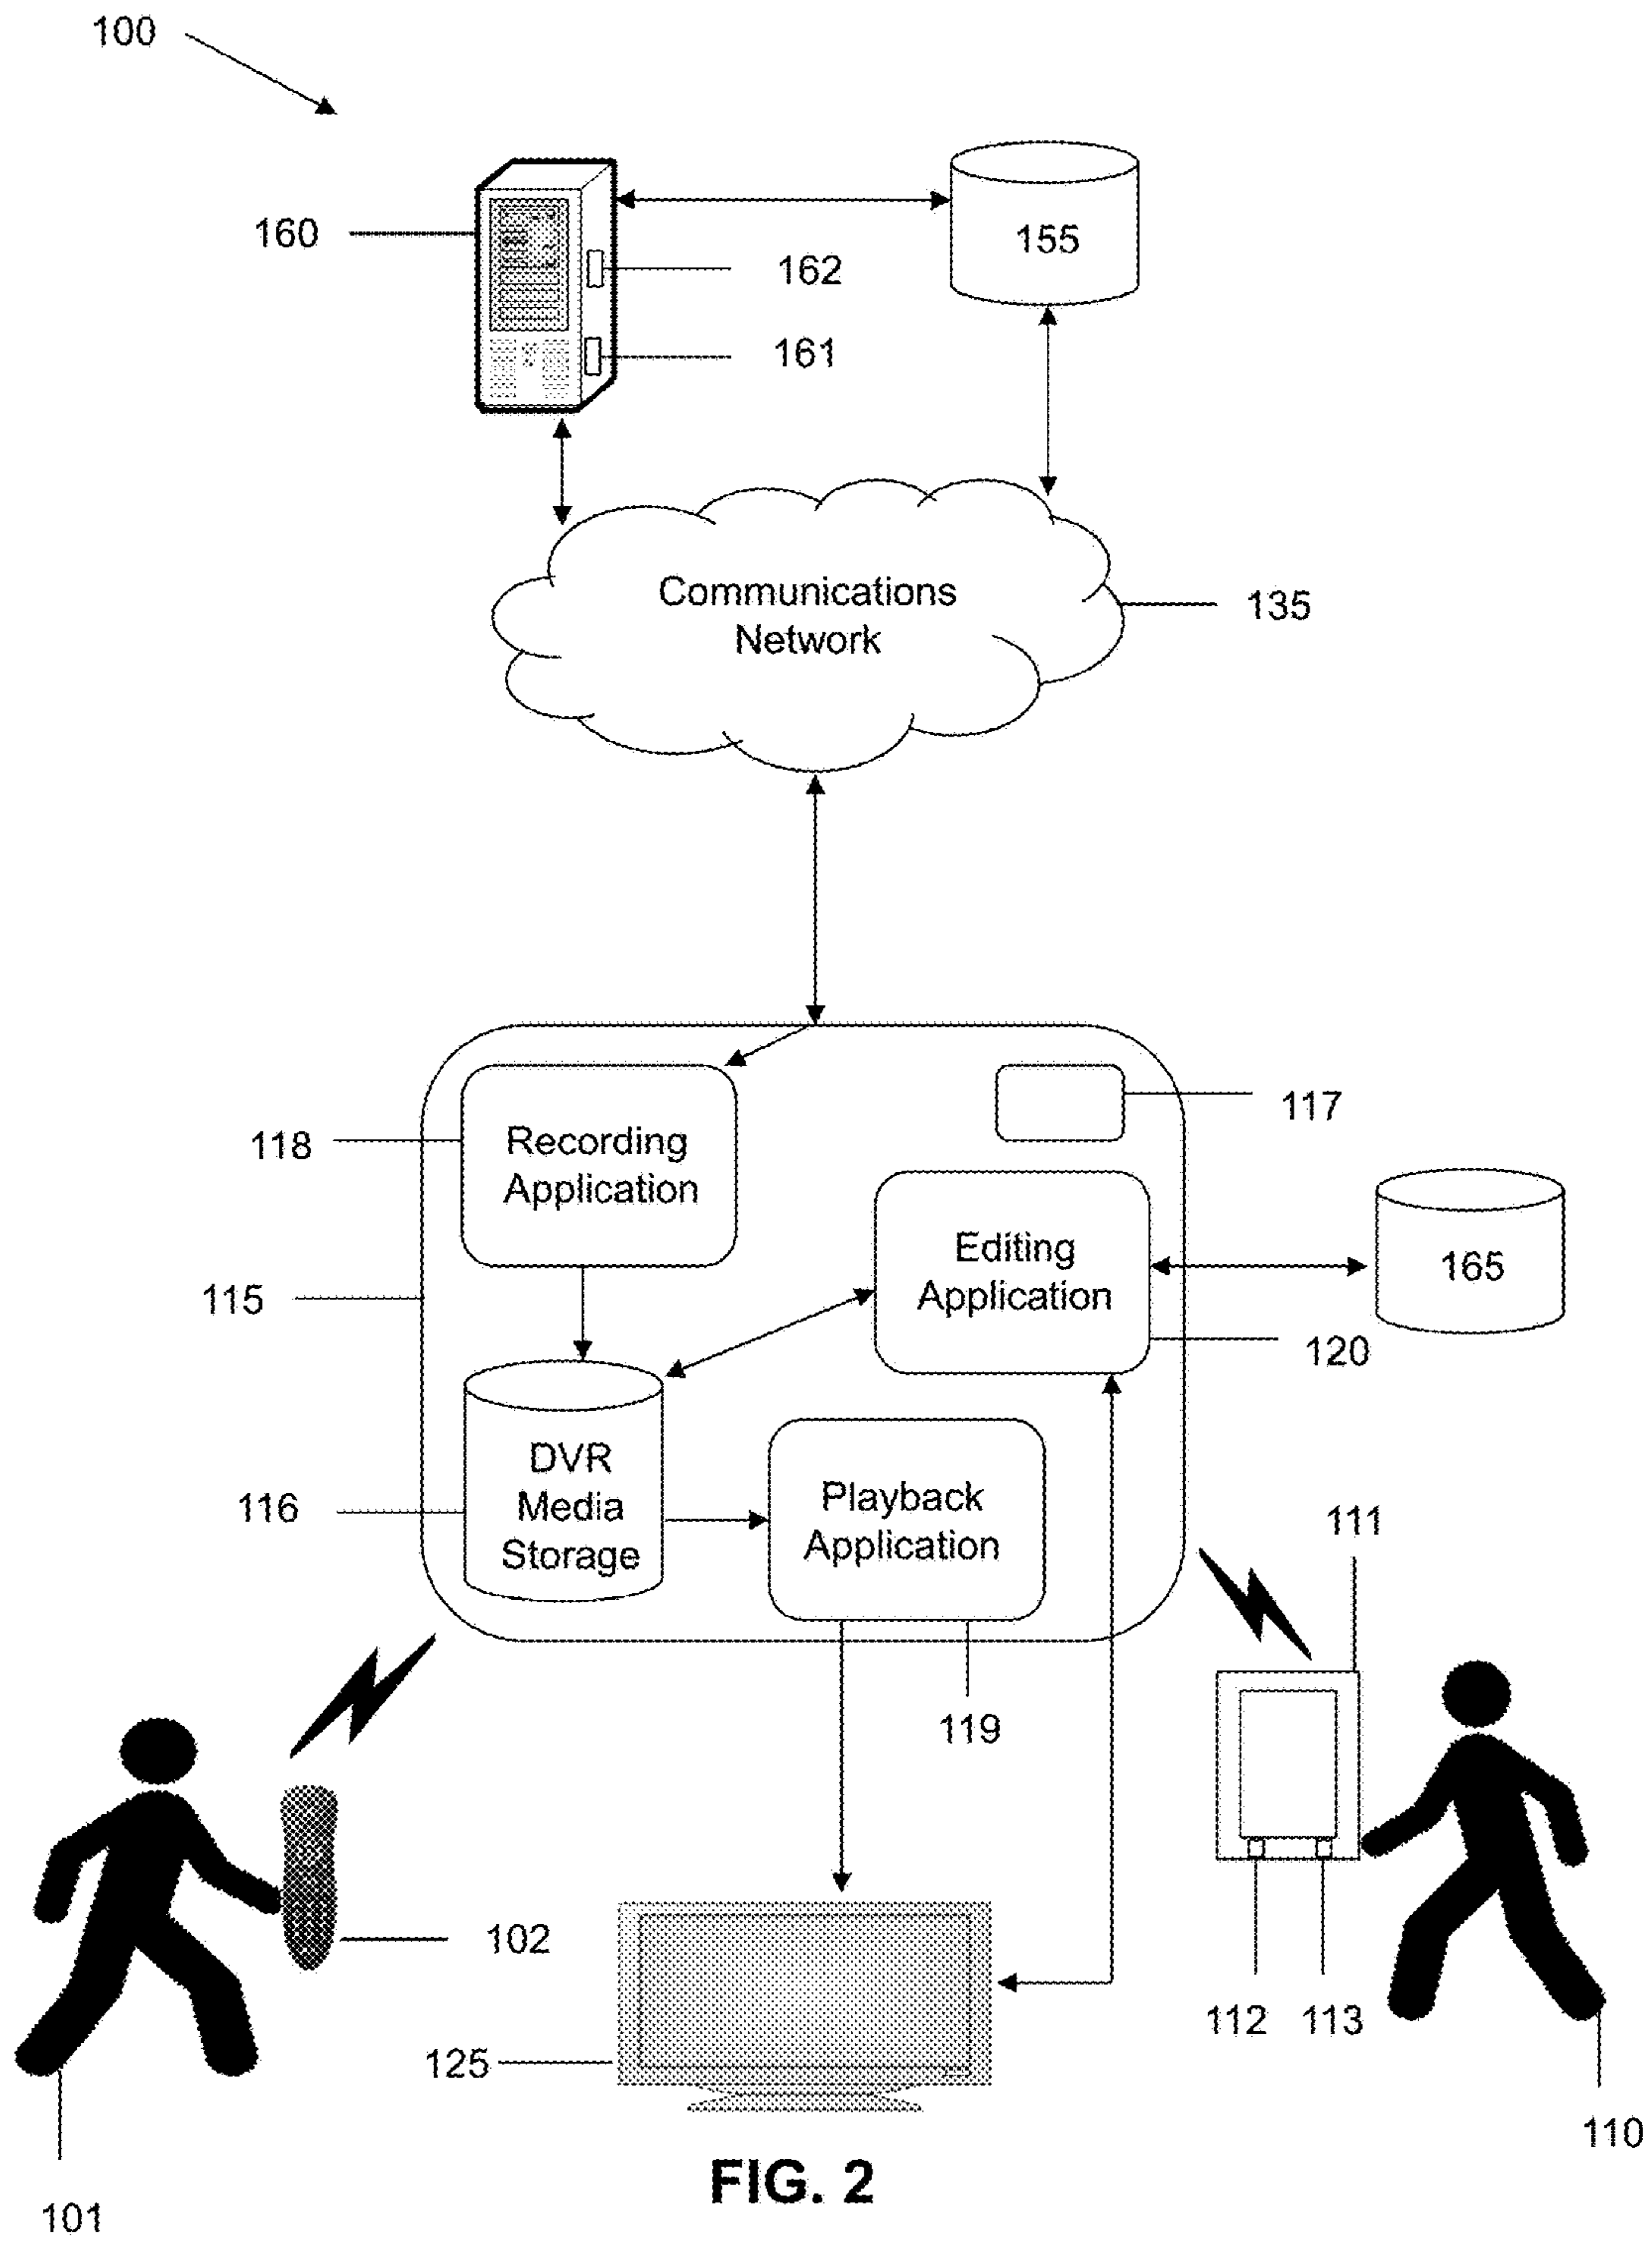 100
160
155
162
161
Communications
Network
135
117
118
Recording
Application
Editing
Application
165
115
120
DVR
Media
Storage
116
Playback
Application
111
119
102
112
113
125
110
FIG. 2
101